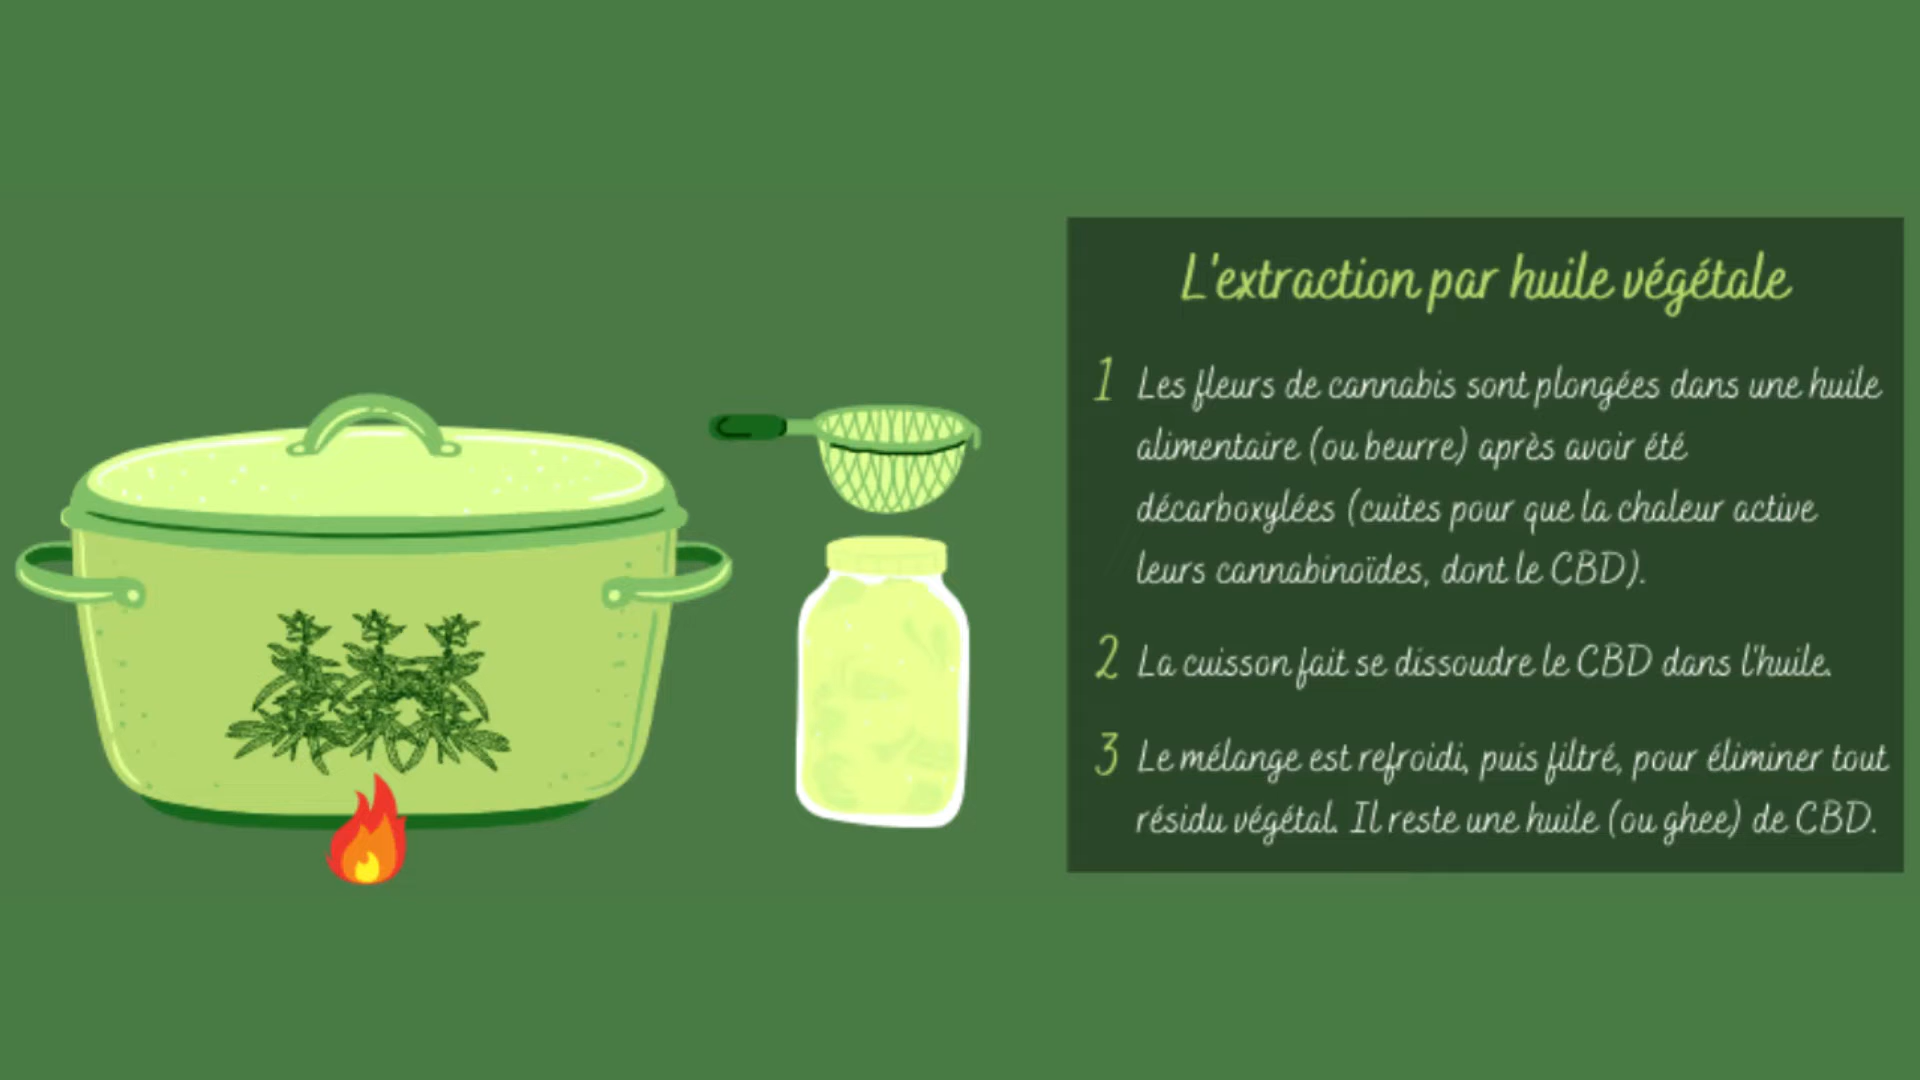 L'extraction par huile végétale
1 Les fleurs de cannabis sont plongées dans une huile
alimentaire (ou beurre) après avoir été
décarboxylées (cuites pour que la chaleur active
leurs cannabinoïdes, dont le CBD).
2 La cuisson fait se dissoudre le CBD dans l'huile.
3 Le mélange est refroidi, puis filtré, pour éliminer tout
résidu végétal. Il reste une huile (ou ghee) de CBD.